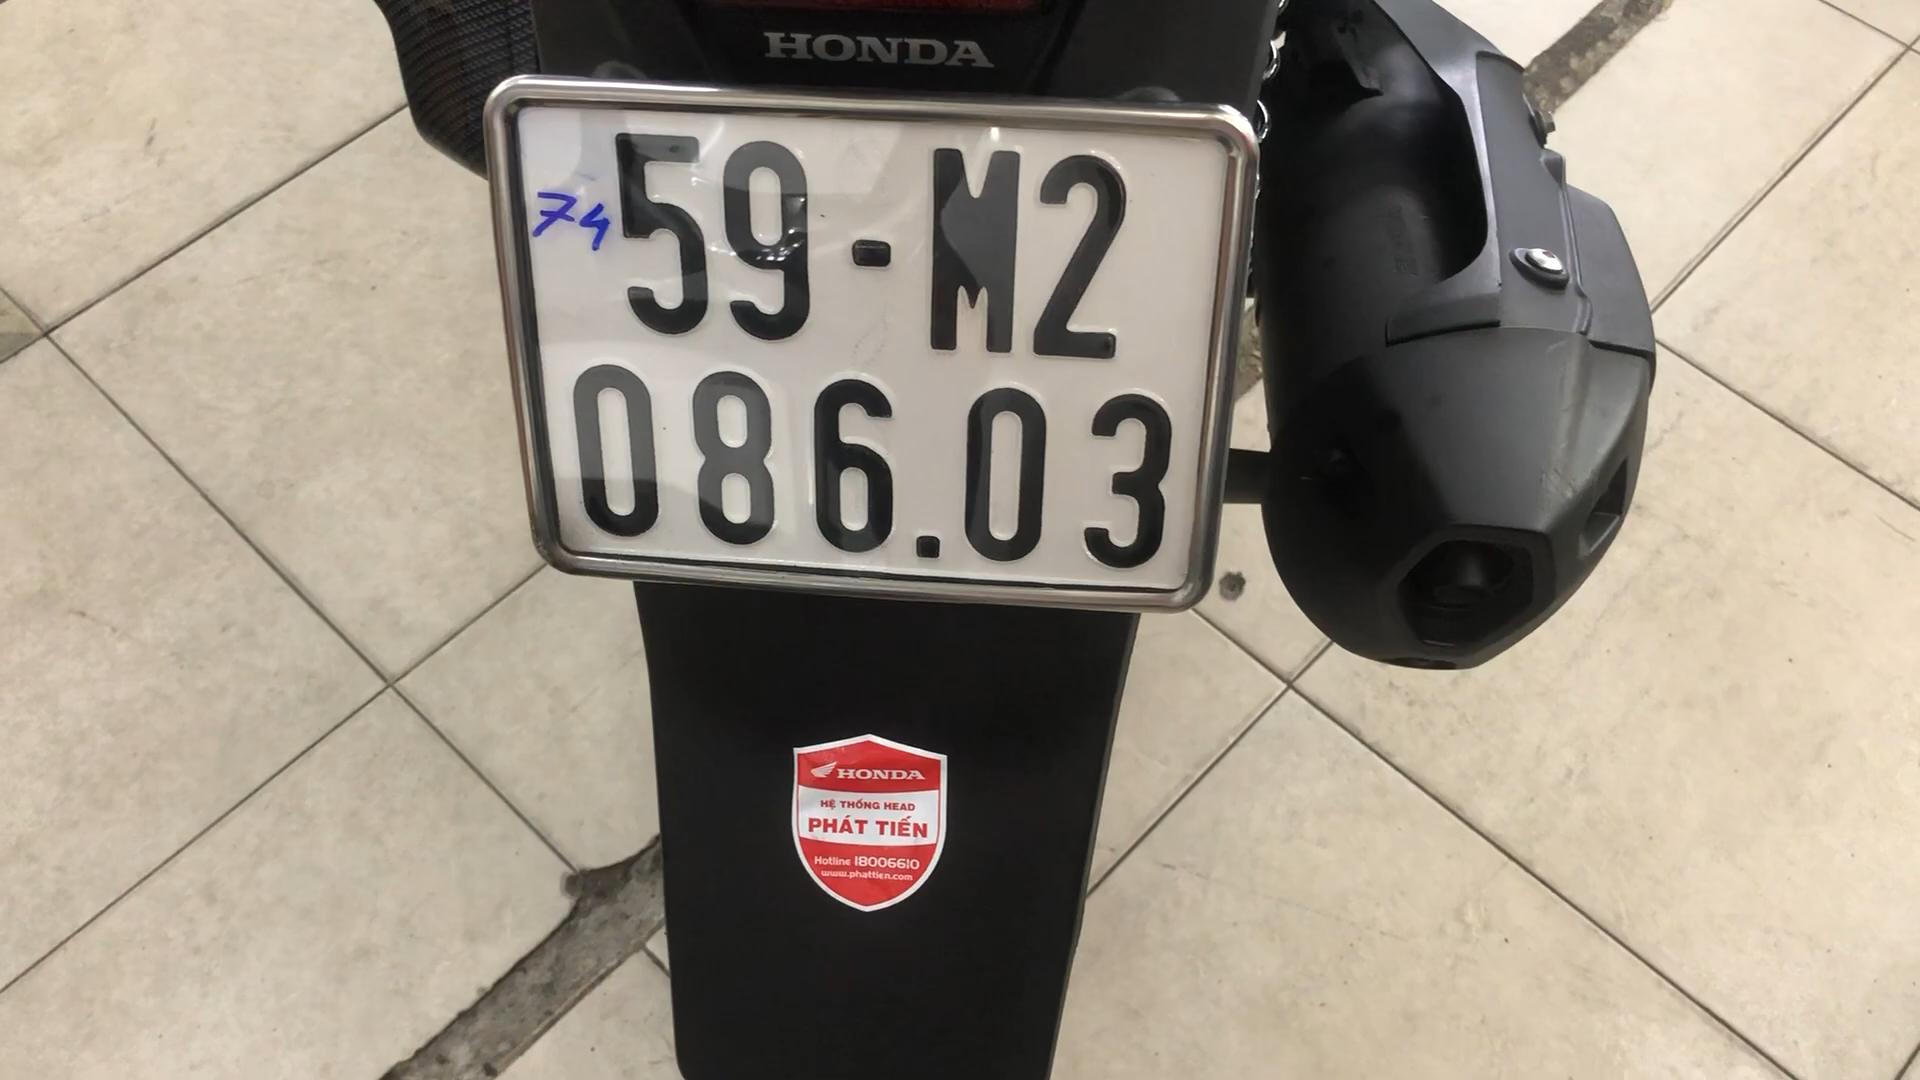 HONDA
74
59-M2
086.03
HONDA
HỆ THỐNG HEAD
PHÁT TIẾN
Hotline 18006610
www.phattien.com